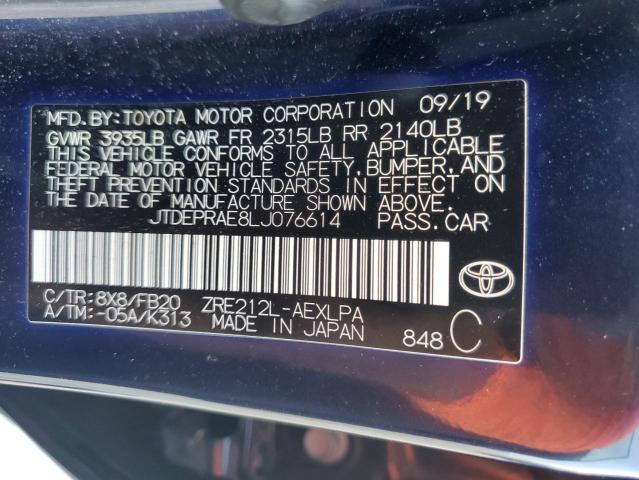 MFD.BY:TOYOTA MOTOR CORPORATION 09/19
GVWR 3935LB GAWR FR 2315LB RR 2140LB
THIS VEHICLE CONFORMS TO ALL APPLICABLE
FEDERAL MOTOR VEHICLE SAFETY,BUMPER,AND
THEFT PREVENTION STANDARDS IN EFFECT ON
THE DATE OF MANUFACTURE SHOWN ABOVE.
JTDEPRAE8LJ076614 PASS.CAR
C/TR:8X8/FB20 ZRE212L-AEXLPA
A/TM:-05A/K313 MADE IN JAPAN
848 C
TOYOTA